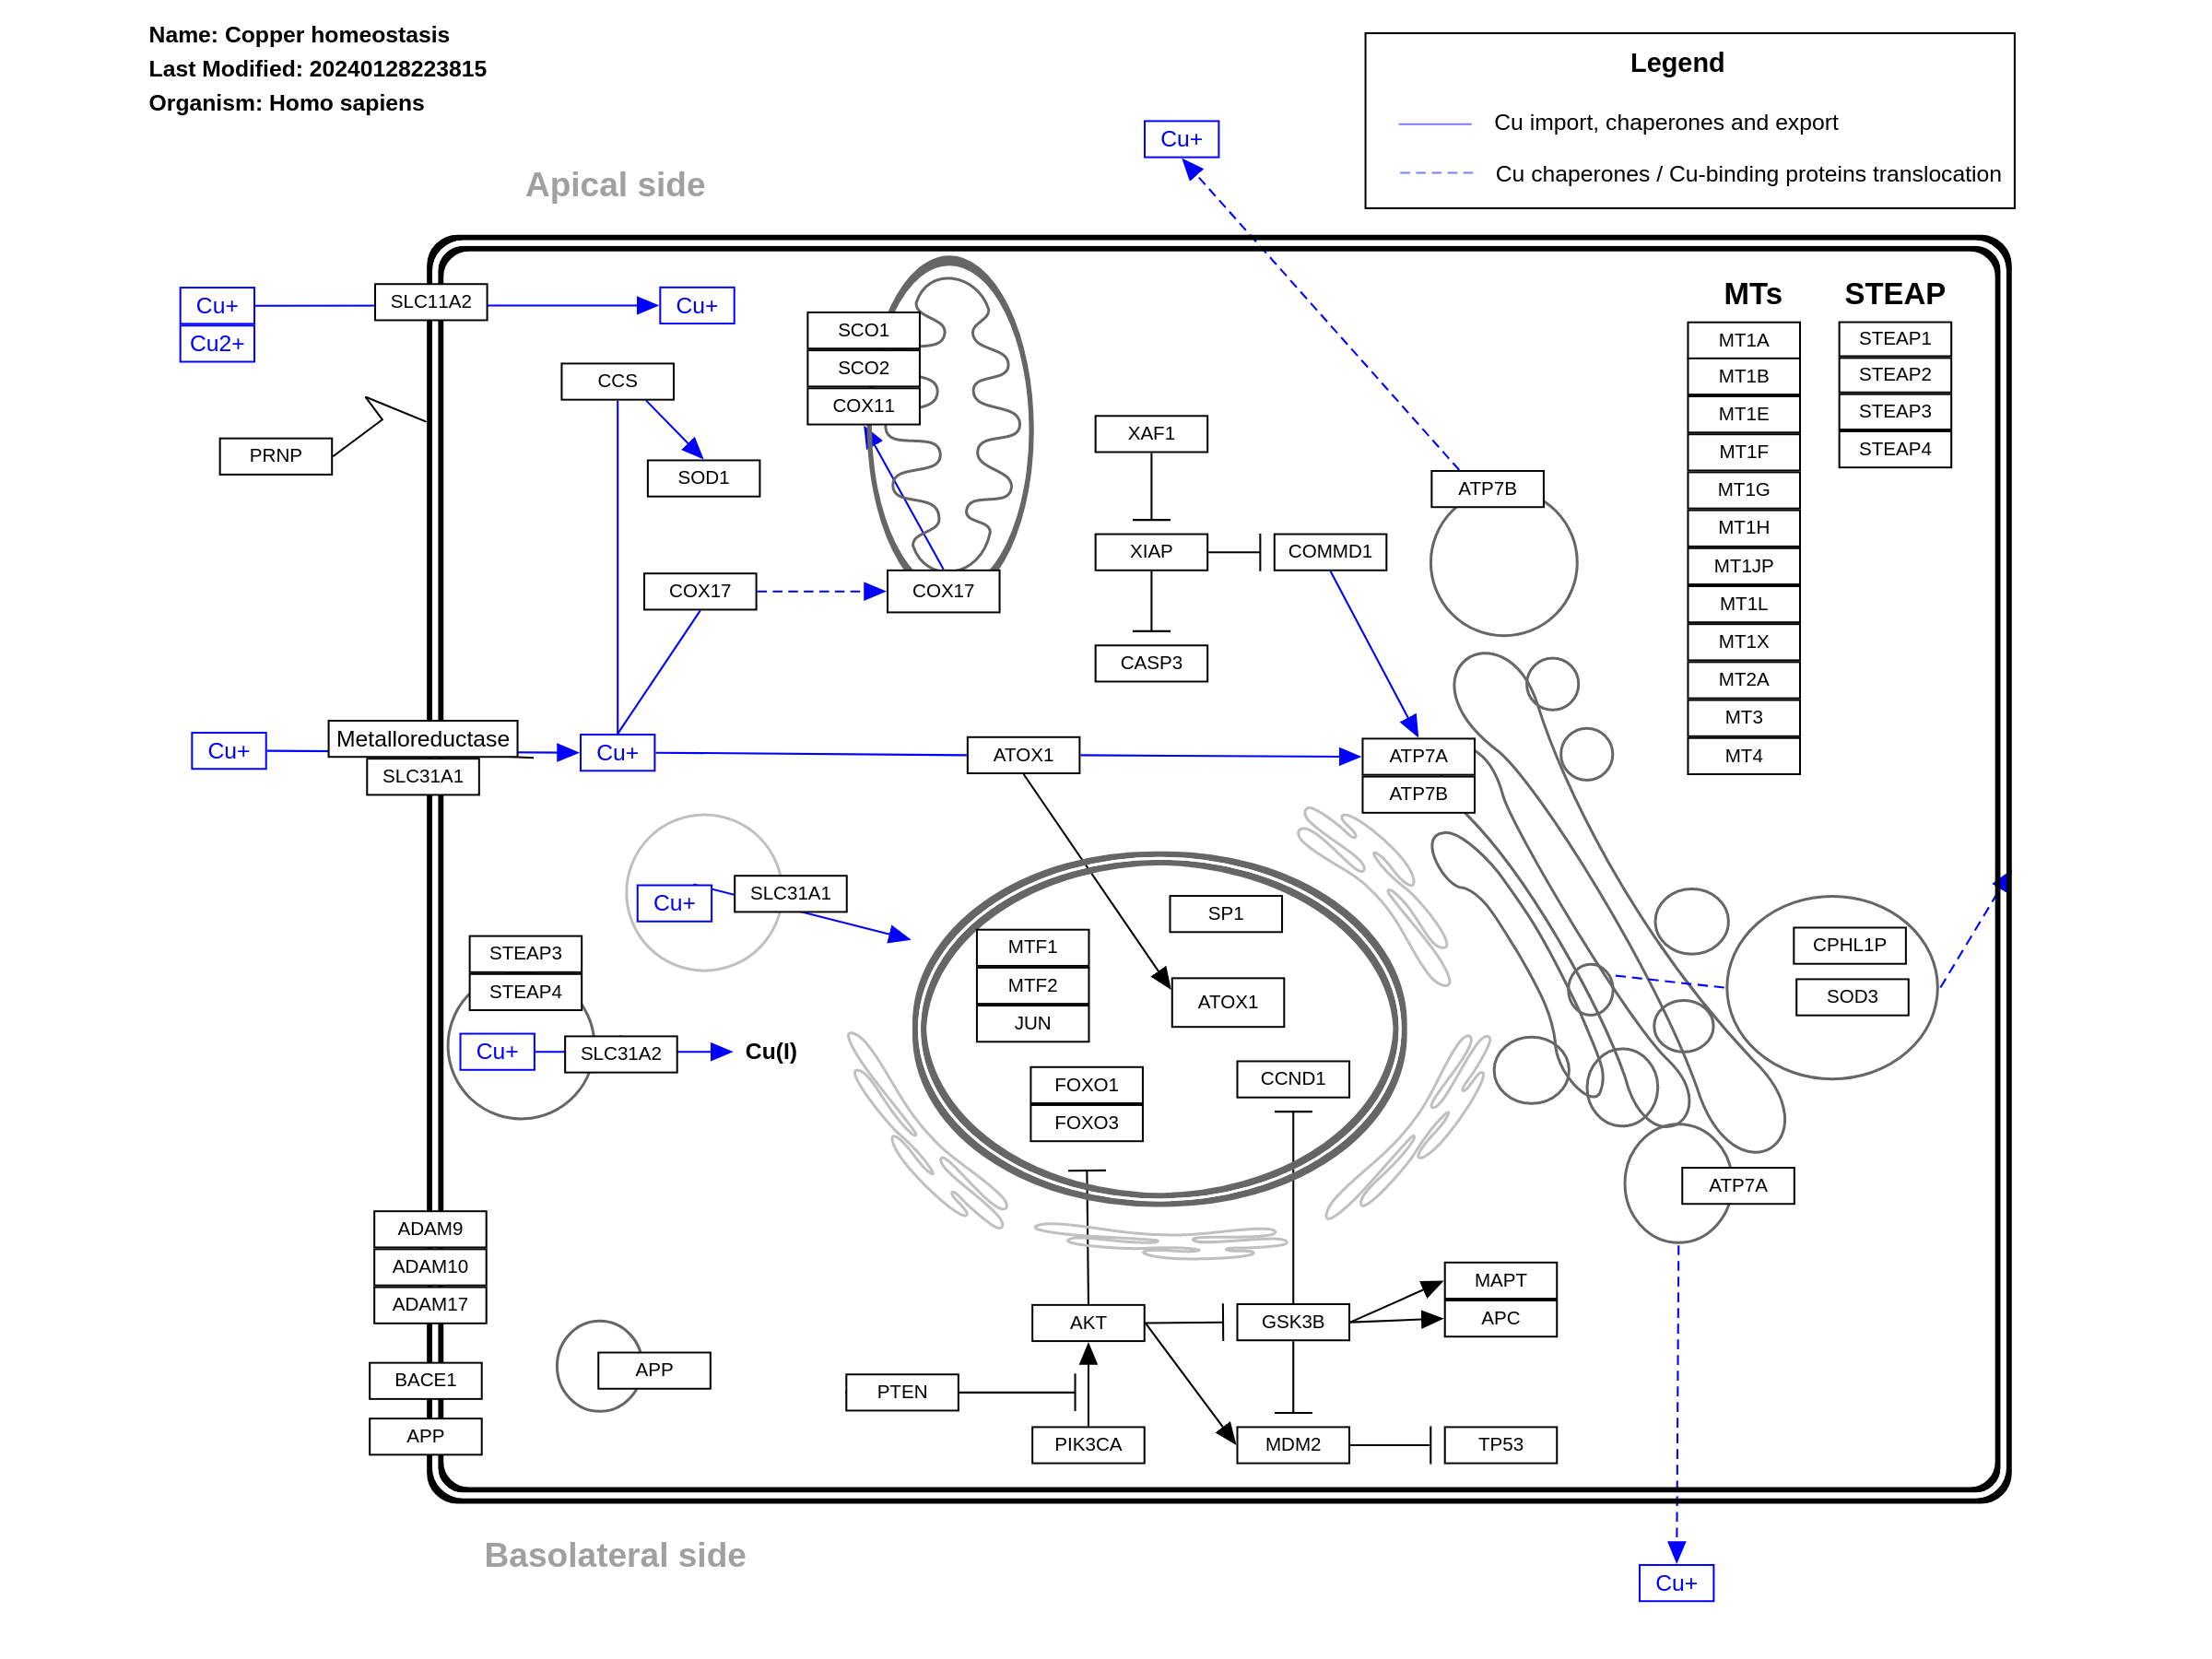 Name: Copper homeostasis
Last Modified: 20240128223815
Organism: Homo sapiens
Legend
Cu import, chaperones and export
Cu chaperones / Cu-binding proteins translocation
Cu+
Apical side
Cu+
Cu2+
SLC11A2
Cu+
PRNP
CCS
SOD1
SCO1
SCO2
COX11
COX17
COX17
XAF1
XIAP
COMMD1
CASP3
ATP7B
MTs
MT1A
MT1B
MT1E
MT1F
MT1G
MT1H
MT1JP
MT1L
MT1X
MT2A
MT3
MT4
STEAP
STEAP1
STEAP2
STEAP3
STEAP4
Cu+
Metalloreductase
SLC31A1
Cu+
ATOX1
ATP7A
ATP7B
Cu+
SLC31A1
STEAP3
STEAP4
Cu+
SLC31A2
Cu(I)
SP1
MTF1
MTF2
JUN
ATOX1
FOXO1
FOXO3
CCND1
CPHL1P
SOD3
ATP7A
ADAM9
ADAM10
ADAM17
BACE1
APP
APP
AKT
GSK3B
MAPT
APC
PTEN
PIK3CA
MDM2
TP53
Basolateral side
Cu+